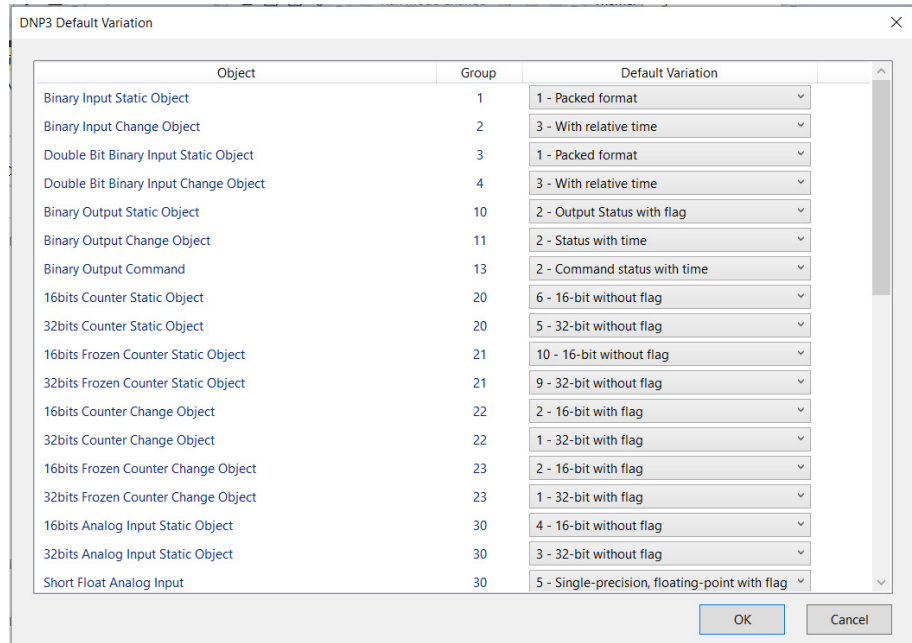 DNP3 Default Variation
Object Group Default Variation
Binary Input Static Object 1 1 - Packed format
Binary Input Change Object 2 3 - With relative time
Double Bit Binary Input Static Object 3 1 - Packed format
Double Bit Binary Input Change Object 4 3 - With relative time
Binary Output Static Object 10 2 - Output Status with flag
Binary Output Change Object 11 2 - Status with time
Binary Output Command 13 2 - Command status with time
16bits Counter Static Object 20 6 - 16-bit without flag
32bits Counter Static Object 20 5 - 32-bit without flag
16bits Frozen Counter Static Object 21 10 - 16-bit without flag
32bits Frozen Counter Static Object 21 9 - 32-bit without flag
16bits Counter Change Object 22 2 - 16-bit with flag
32bits Counter Change Object 22 1 - 32-bit with flag
16bits Frozen Counter Change Object 23 2 - 16-bit with flag
32bits Frozen Counter Change Object 23 1 - 32-bit with flag
16bits Analog Input Static Object 30 4 - 16-bit without flag
32bits Analog Input Static Object 30 3 - 32-bit without flag
Short Float Analog Input 30 5 - Single-precision, floating-point with flag
OK Cancel